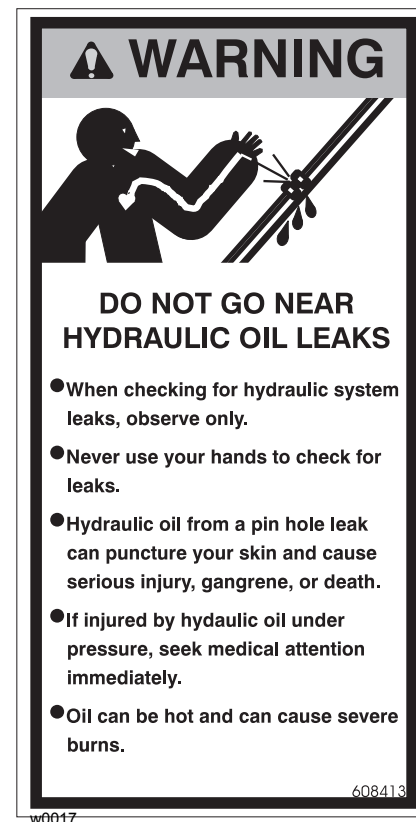 WARNING
DO NOT GO NEAR
HYDRAULIC OIL LEAKS
●When checking for hydraulic system
leaks, observe only.
●Never use your hands to check for
leaks.
●Hydraulic oil from a pin hole leak
can puncture your skin and cause
serious injury, gangrene, or death.
●If injured by hydaulic oil under
pressure, seek medical attention
immediately.
●Oil can be hot and can cause severe
burns.
608413
w0017